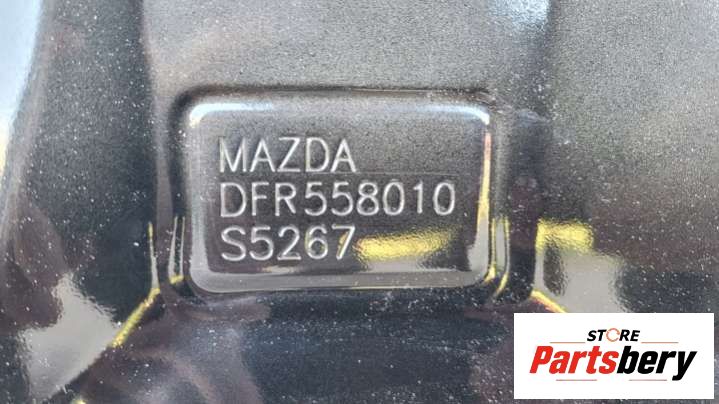 MAZDA
DFR558010
S5267
STORE
Partsbery